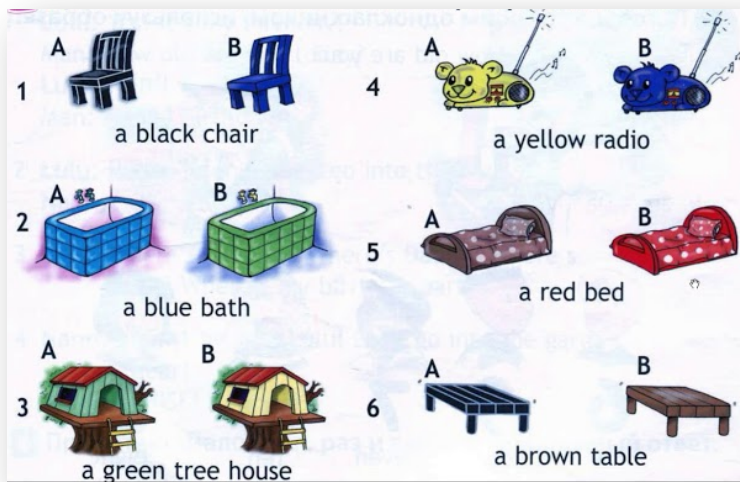 A B
1
a black chair
A B
2
a blue bath
A B
3
a green tree house
A B
4
a yellow radio
A B
5
a red bed
A B
6
a brown table